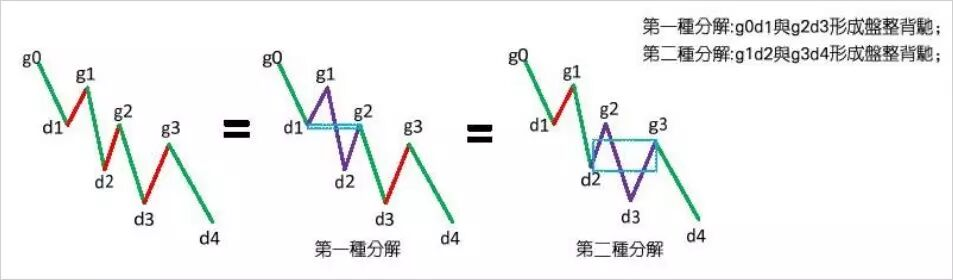 第一種分解:g0d1與g2d3形成盤整背馳;
第二種分解:g1d2與g3d4形成盤整背馳;
g0
g1
d1
g2
g3
d2
d3
d4
=
g0
g1
d1
g2
g3
d2
d3
d4
第一種分解
=
g0
g1
d1
g2
g3
d2
d3
d4
第二種分解